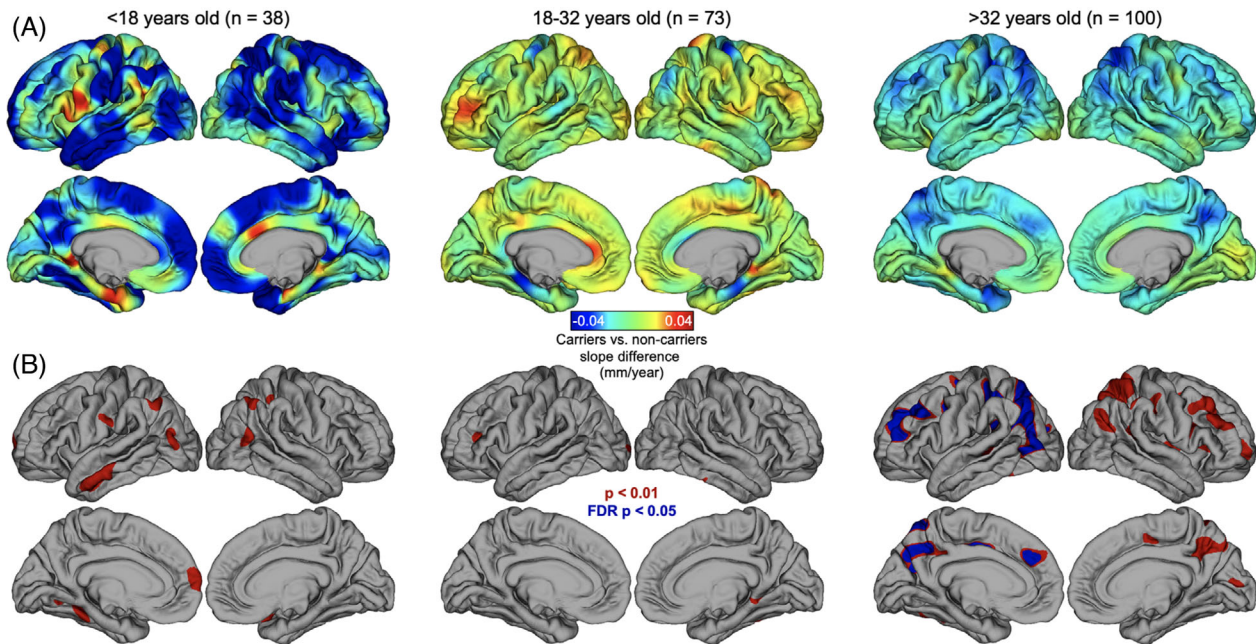 (A)
<18 years old (n = 38)
18-32 years old (n = 73)
>32 years old (n = 100)
-0.04 0.04
Carriers vs. non-carriers
slope difference
(mm/year)
(B)
p < 0.01
FDR p < 0.05